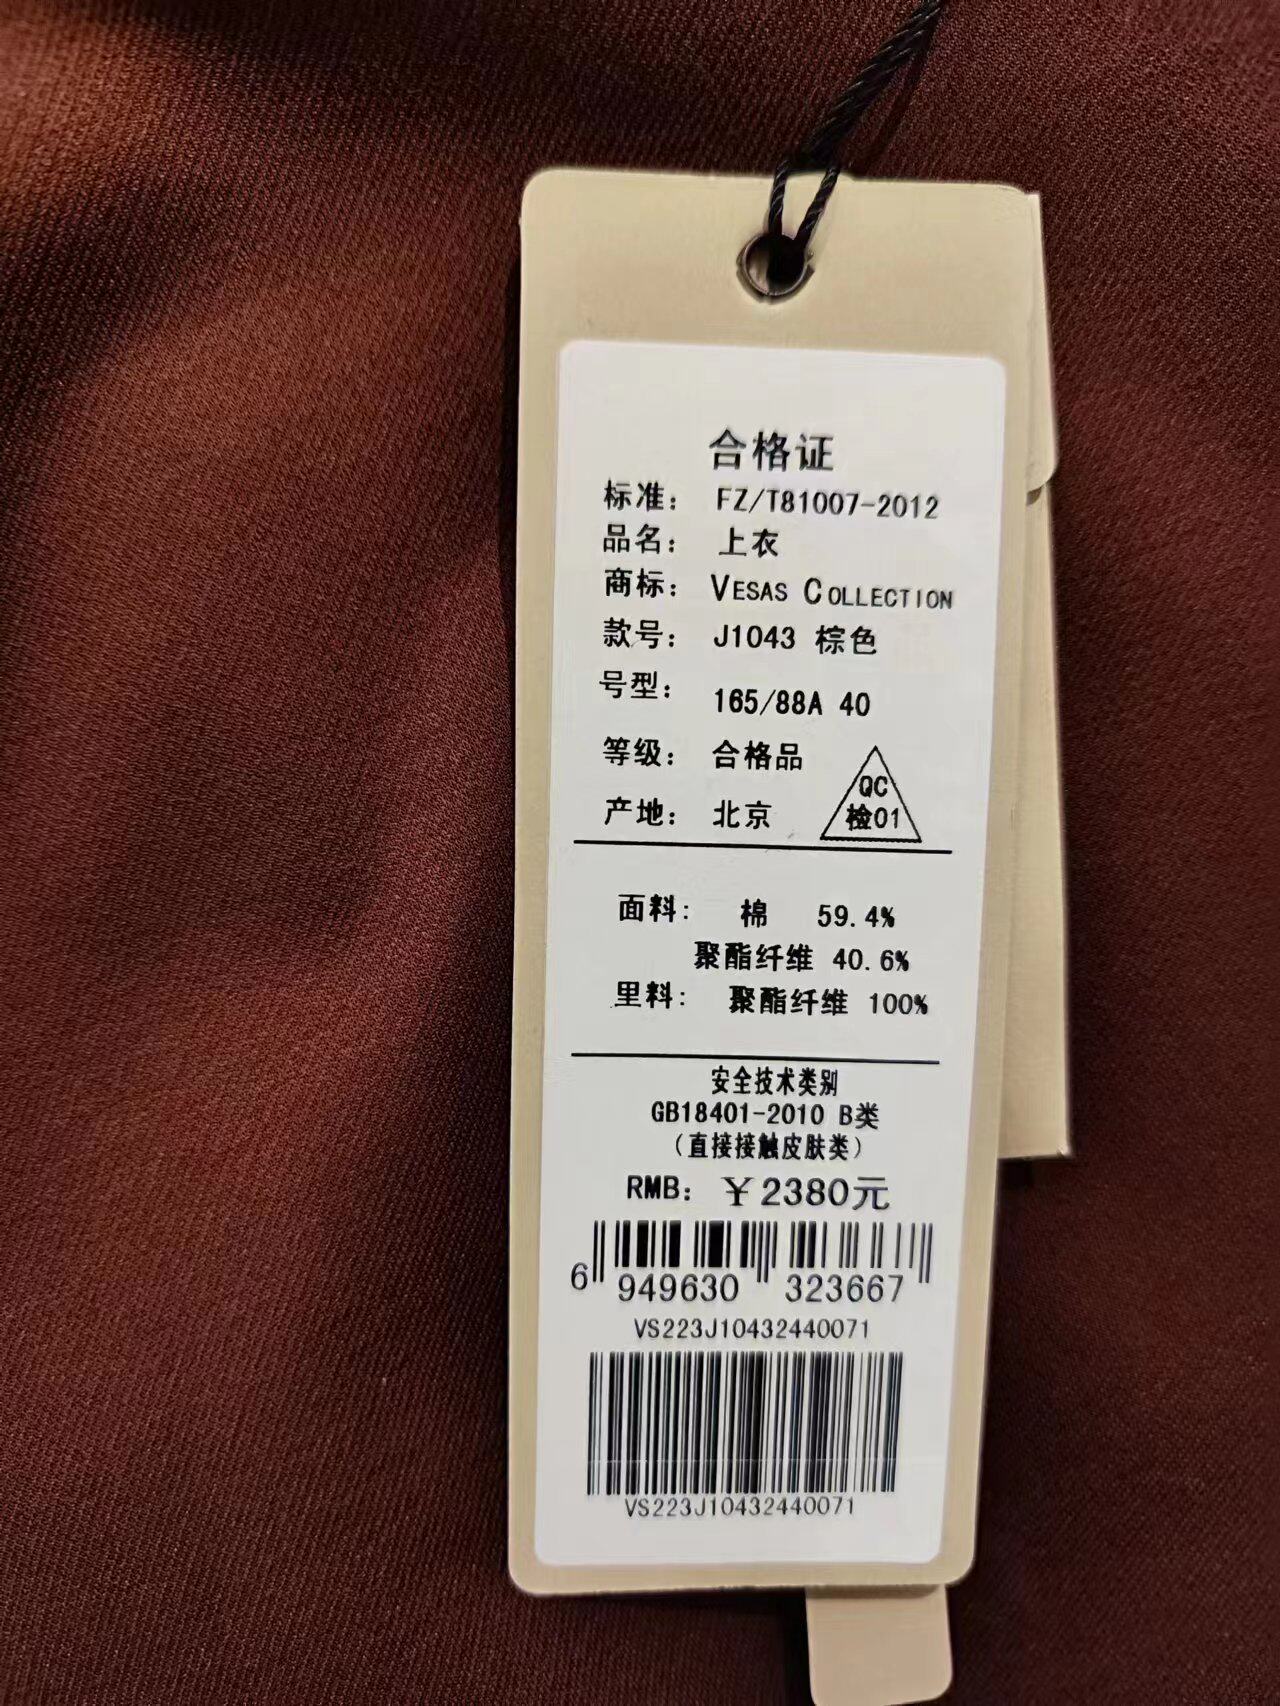 合格证
标准： FZ/T81007-2012
品名： 上衣
商标： VESAS COLLECTION
款号： J1043 棕色
号型： 165/88A 40
等级： 合格品
QC
产地： 北京
检01
面料： 棉 59.4%
聚酯纤维 40.6%
里料： 聚酯纤维 100%
安全技术类别
GB18401-2010 B类
（直接接触皮肤类）
RMB： ￥2380元
6 949630 323667
VS223J10432440071
VS223J10432440071